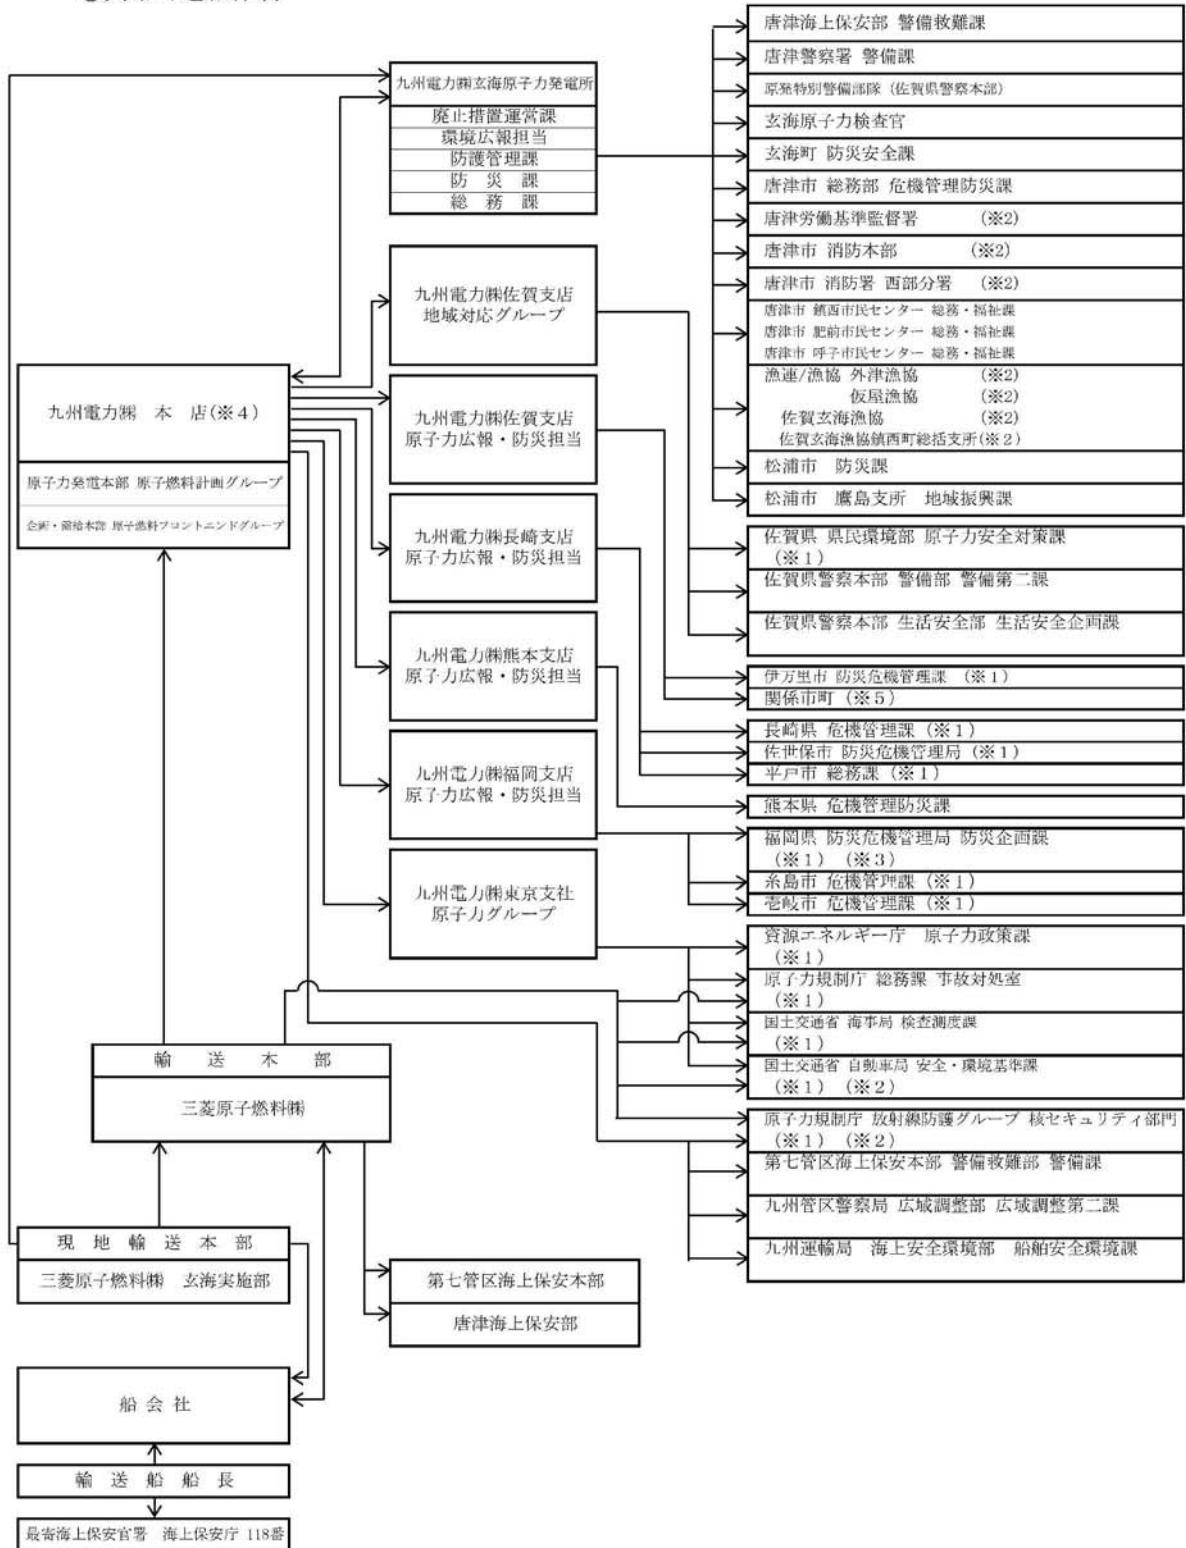 九州電力㈱玄海原子力発電所
廃止措置運営課
環境広報担当
防護管理課
防 災 課
総 務 課
九州電力㈱佐賀支店
地域対応グループ
九州電力㈱佐賀支店
原子力広報・防災担当
九州電力㈱長崎支店
原子力広報・防災担当
九州電力㈱熊本支店
原子力広報・防災担当
九州電力㈱福岡支店
原子力広報・防災担当
九州電力㈱東京支社
原子力グループ
九州電力㈱ 本 店(※4)
原子力発電本部 原子燃料計画グループ
企画・需給本部 原子燃料フロントエンドグループ
輸 送 本 部
三菱原子燃料㈱
現 地 輸 送 本 部
三菱原子燃料㈱ 玄海実施部
船 会 社
輸 送 船 船 長
最寄海上保安官署 海上保安庁 118番
第七管区海上保安本部
唐津海上保安部
唐津海上保安部 警備救難課
唐津警察署 警備課
原発特別警備部隊（佐賀県警察本部）
玄海原子力検査官
玄海町 防災安全課
唐津市 総務部 危機管理防災課
唐津労働基準監督署 (※2)
唐津市 消防本部 (※2)
唐津市 消防署 西部分署 (※2)
唐津市 鎮西市民センター 総務・福祉課
唐津市 肥前市民センター 総務・福祉課
唐津市 呼子市民センター 総務・福祉課
漁連/漁協 外津漁協 (※2)
仮屋漁協 (※2)
佐賀玄海漁協 (※2)
佐賀玄海漁協鎮西町総括支所(※2)
松浦市 防災課
松浦市 鷹島支所 地域振興課
佐賀県 県民環境部 原子力安全対策課
（※1）
佐賀県警察本部 警備部 警備第二課
佐賀県警察本部 生活安全部 生活安全企画課
伊万里市 防災危機管理課 （※1）
関係市町（※5）
長崎県 危機管理課（※1）
佐世保市 防災危機管理局（※1）
平戸市 総務課（※1）
熊本県 危機管理防災課
福岡県 防災危機管理局 防災企画課
（※1）（※3）
糸島市 危機管理課（※1）
壱岐市 危機管理課（※1）
資源エネルギー庁 原子力政策課
（※1）
原子力規制庁 総務課 事故対処室
（※1）
国土交通省 海事局 検査測度課
（※1）
国土交通省 自動車局 安全・環境基準課
（※1）（※2）
原子力規制庁 放射線防護グループ 核セキュリティ部門
（※1）（※2）
第七管区海上保安本部 警備救難部 警備課
九州管区警察局 広域調整部 広域調整第二課
九州運輸局 海上安全環境部 船舶安全環境課